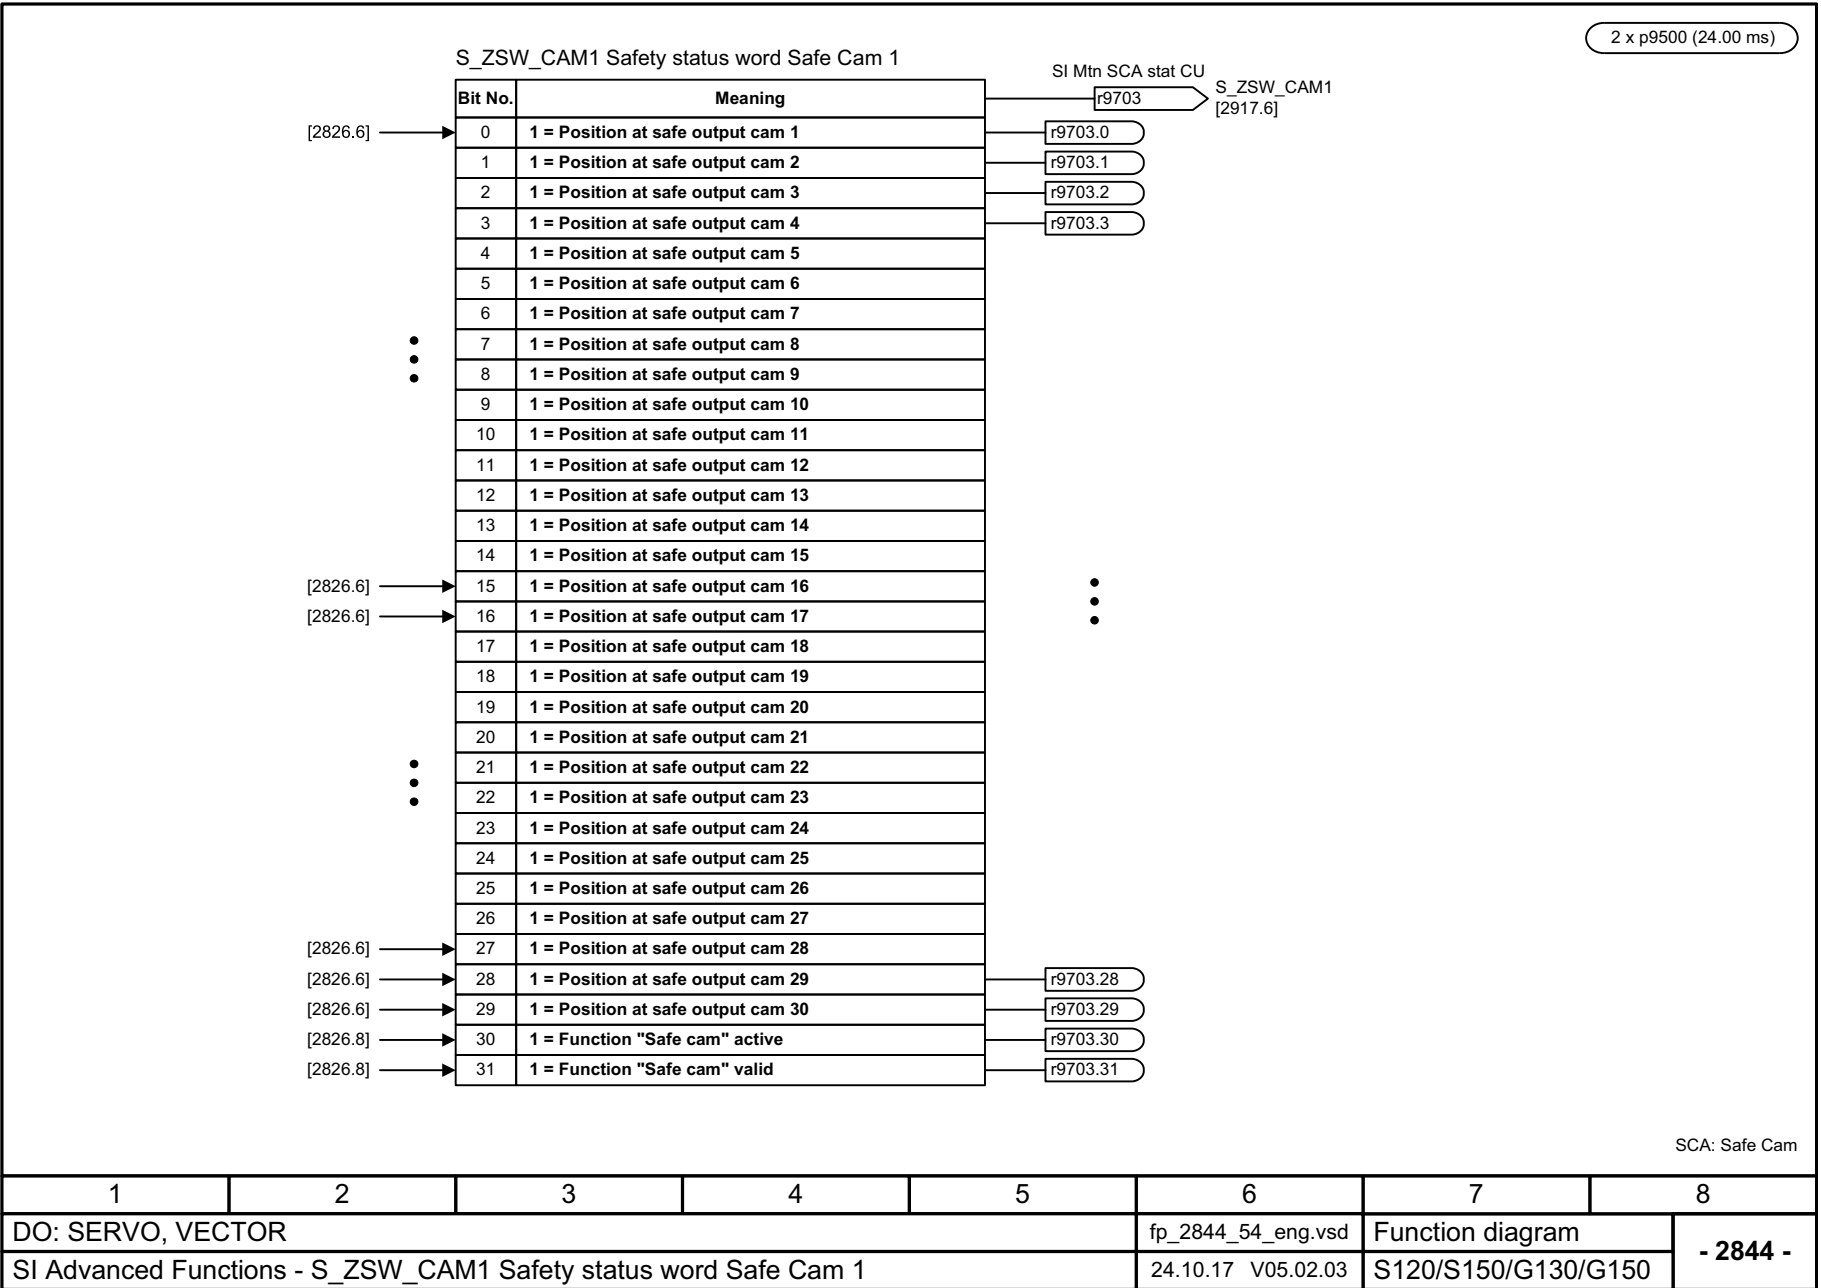 2 x p9500 (24.00 ms)
S_ZSW_CAM1 Safety status word Safe Cam 1
SI Mtn SCA stat CU
Bit No. Meaning r9703 S_ZSW_CAM1
[2917.6]
[2826.6] 0 1 = Position at safe output cam 1 r9703.0
1 1 = Position at safe output cam 2 r9703.1
2 1 = Position at safe output cam 3 r9703.2
3 1 = Position at safe output cam 4 r9703.3
4 1 = Position at safe output cam 5
5 1 = Position at safe output cam 6
6 1 = Position at safe output cam 7
7 1 = Position at safe output cam 8
8 1 = Position at safe output cam 9
9 1 = Position at safe output cam 10
10 1 = Position at safe output cam 11
11 1 = Position at safe output cam 12
12 1 = Position at safe output cam 13
13 1 = Position at safe output cam 14
14 1 = Position at safe output cam 15
[2826.6] 15 1 = Position at safe output cam 16
[2826.6] 16 1 = Position at safe output cam 17
17 1 = Position at safe output cam 18
18 1 = Position at safe output cam 19
19 1 = Position at safe output cam 20
20 1 = Position at safe output cam 21
21 1 = Position at safe output cam 22
22 1 = Position at safe output cam 23
23 1 = Position at safe output cam 24
24 1 = Position at safe output cam 25
25 1 = Position at safe output cam 26
26 1 = Position at safe output cam 27
[2826.6] 27 1 = Position at safe output cam 28
[2826.6] 28 1 = Position at safe output cam 29 r9703.28
[2826.6] 29 1 = Position at safe output cam 30 r9703.29
[2826.8] 30 1 = Function "Safe cam" active r9703.30
[2826.8] 31 1 = Function "Safe cam" valid r9703.31
SCA: Safe Cam
1 2 3 4 5 6 7 8
DO: SERVO, VECTOR fp_2844_54_eng.vsd Function diagram - 2844 -
SI Advanced Functions - S_ZSW_CAM1 Safety status word Safe Cam 1 24.10.17 V05.02.03 S120/S150/G130/G150